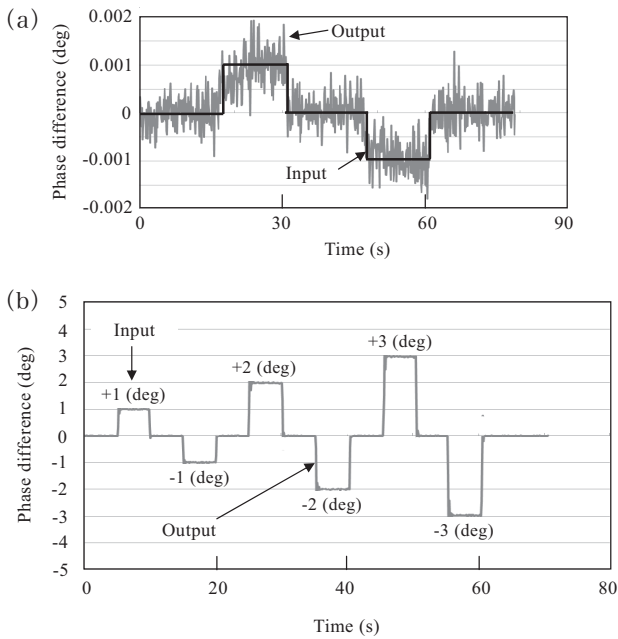 (a)
0.002
0.001
0
-0.001
-0.002
Phase difference (deg)
Output
Input
0 30 60 90
Time (s)
(b)
5
4
3
2
1
0
-1
-2
-3
-4
-5
Phase difference (deg)
Input
+1 (deg)
-1 (deg)
+2 (deg)
-2 (deg)
+3 (deg)
-3 (deg)
Output
0 20 40 60 80
Time (s)